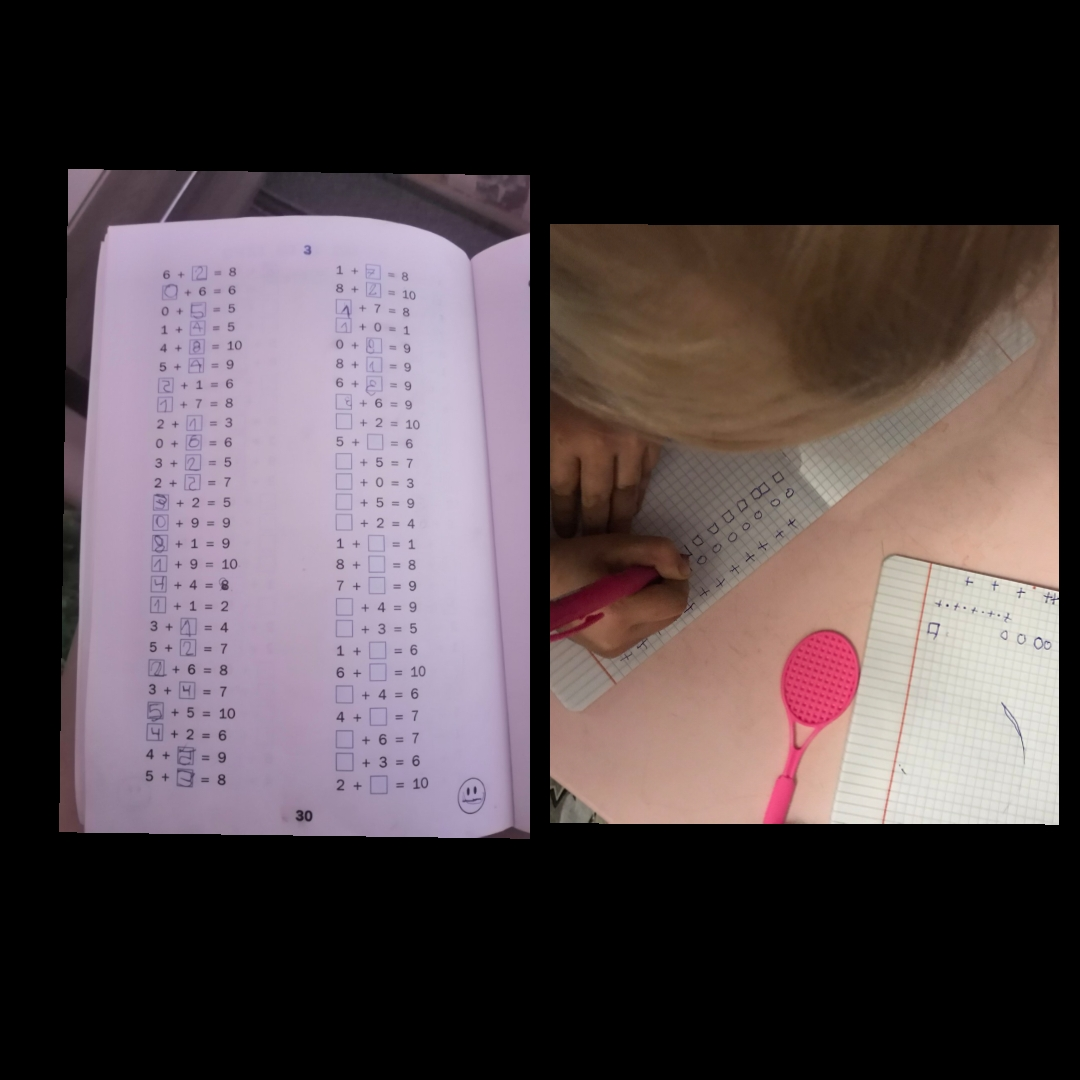 3
6 + 2 = 8
0 + 6 = 6
0 + 5 = 5
1 + 4 = 5
4 + 8 = 10
5 + 4 = 9
2 + 1 = 6
1 + 7 = 8
2 + 1 = 3
0 + 6 = 6
3 + 2 = 5
2 + 2 = 7
3 + 2 = 5
0 + 9 = 9
9 + 1 = 9
1 + 9 = 10
4 + 4 = 8
1 + 1 = 2
3 + 1 = 4
5 + 2 = 7
2 + 6 = 8
3 + 4 = 7
5 + 5 = 10
4 + 2 = 6
4 + = 9
5 + 3 = 8
1 + 7 = 8
8 + 2 = 10
1 + 7 = 8
1 + 0 = 1
0 + 9 = 9
8 + 1 = 9
6 + = 9
+ 6 = 9
□ + 2 = 10
5 + □ = 6
□ + 5 = 7
□ + 0 = 3
□ + 5 = 9
□ + 2 = 4
1 + □ = 1
8 + □ = 8
7 + □ = 9
□ + 4 = 9
□ + 3 = 5
1 + □ = 6
6 + □ = 10
□ + 4 = 6
4 + □ = 7
□ + 6 = 7
□ + 3 = 6
2 + □ = 10
30